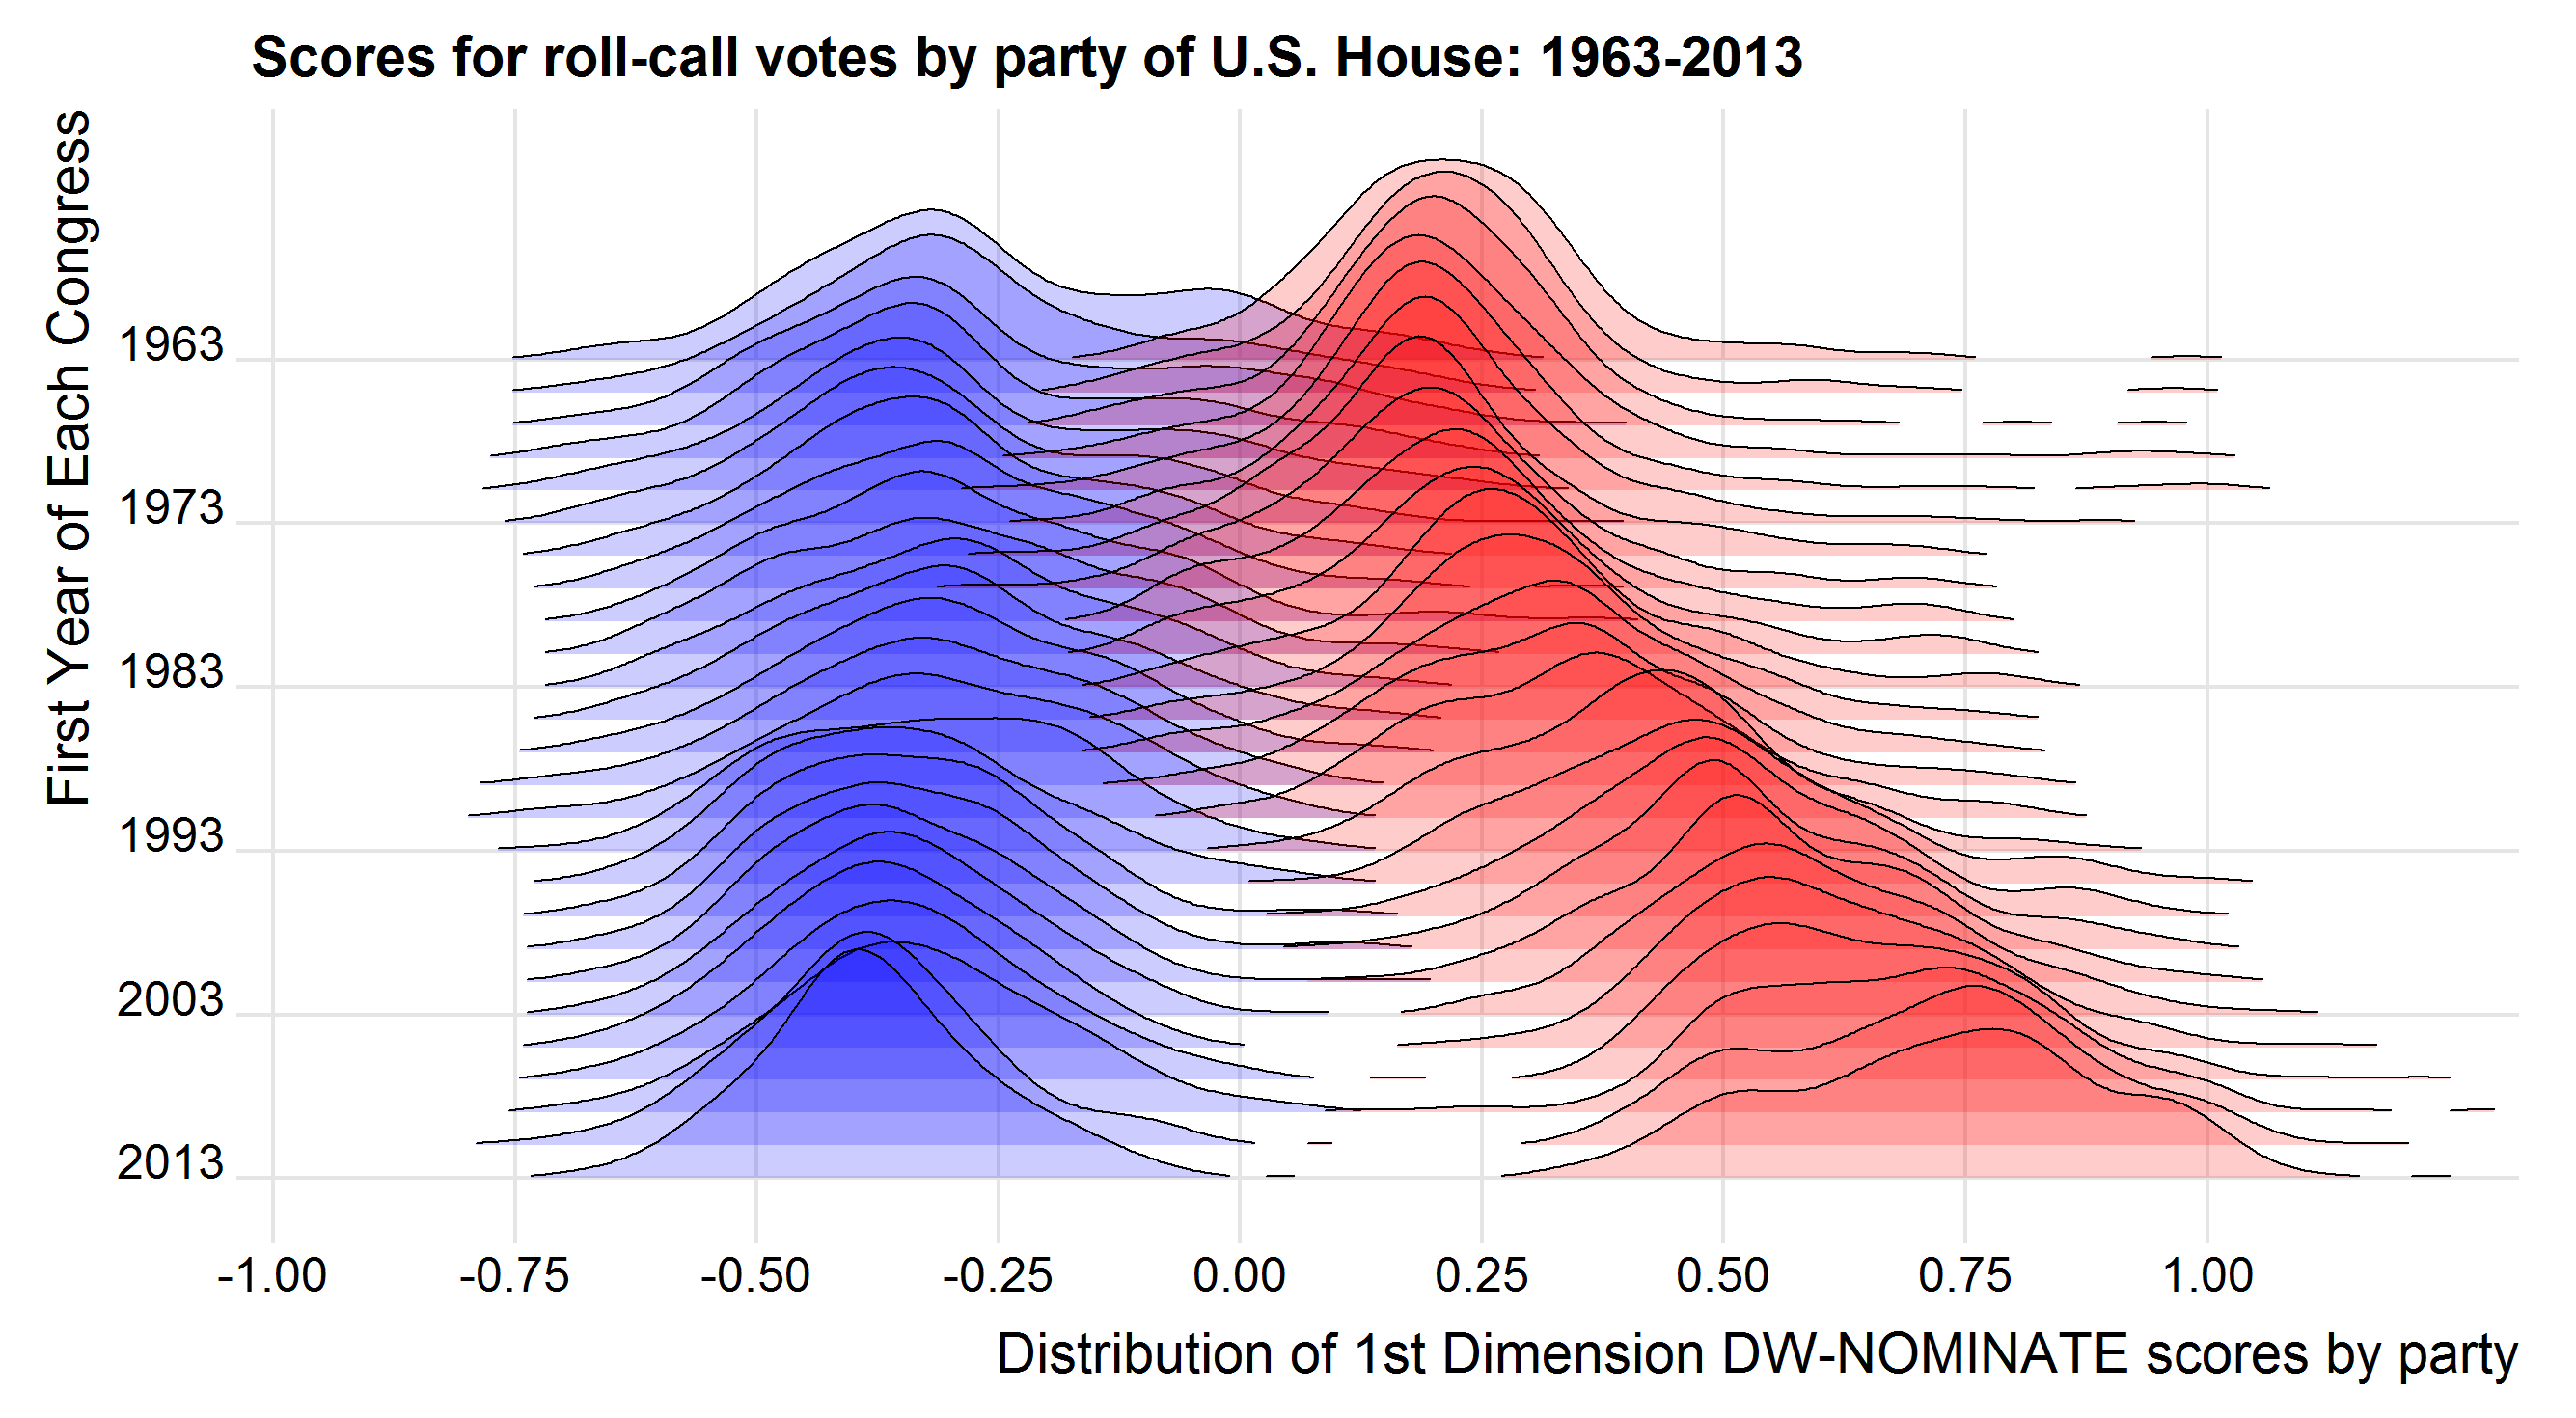 Scores for roll-call votes by party of U.S. House: 1963-2013
First Year of Each Congress
1963
1973
1983
1993
2003
2013
-1.00 -0.75 -0.50 -0.25 0.00 0.25 0.50 0.75 1.00
Distribution of 1st Dimension DW-NOMINATE scores by party